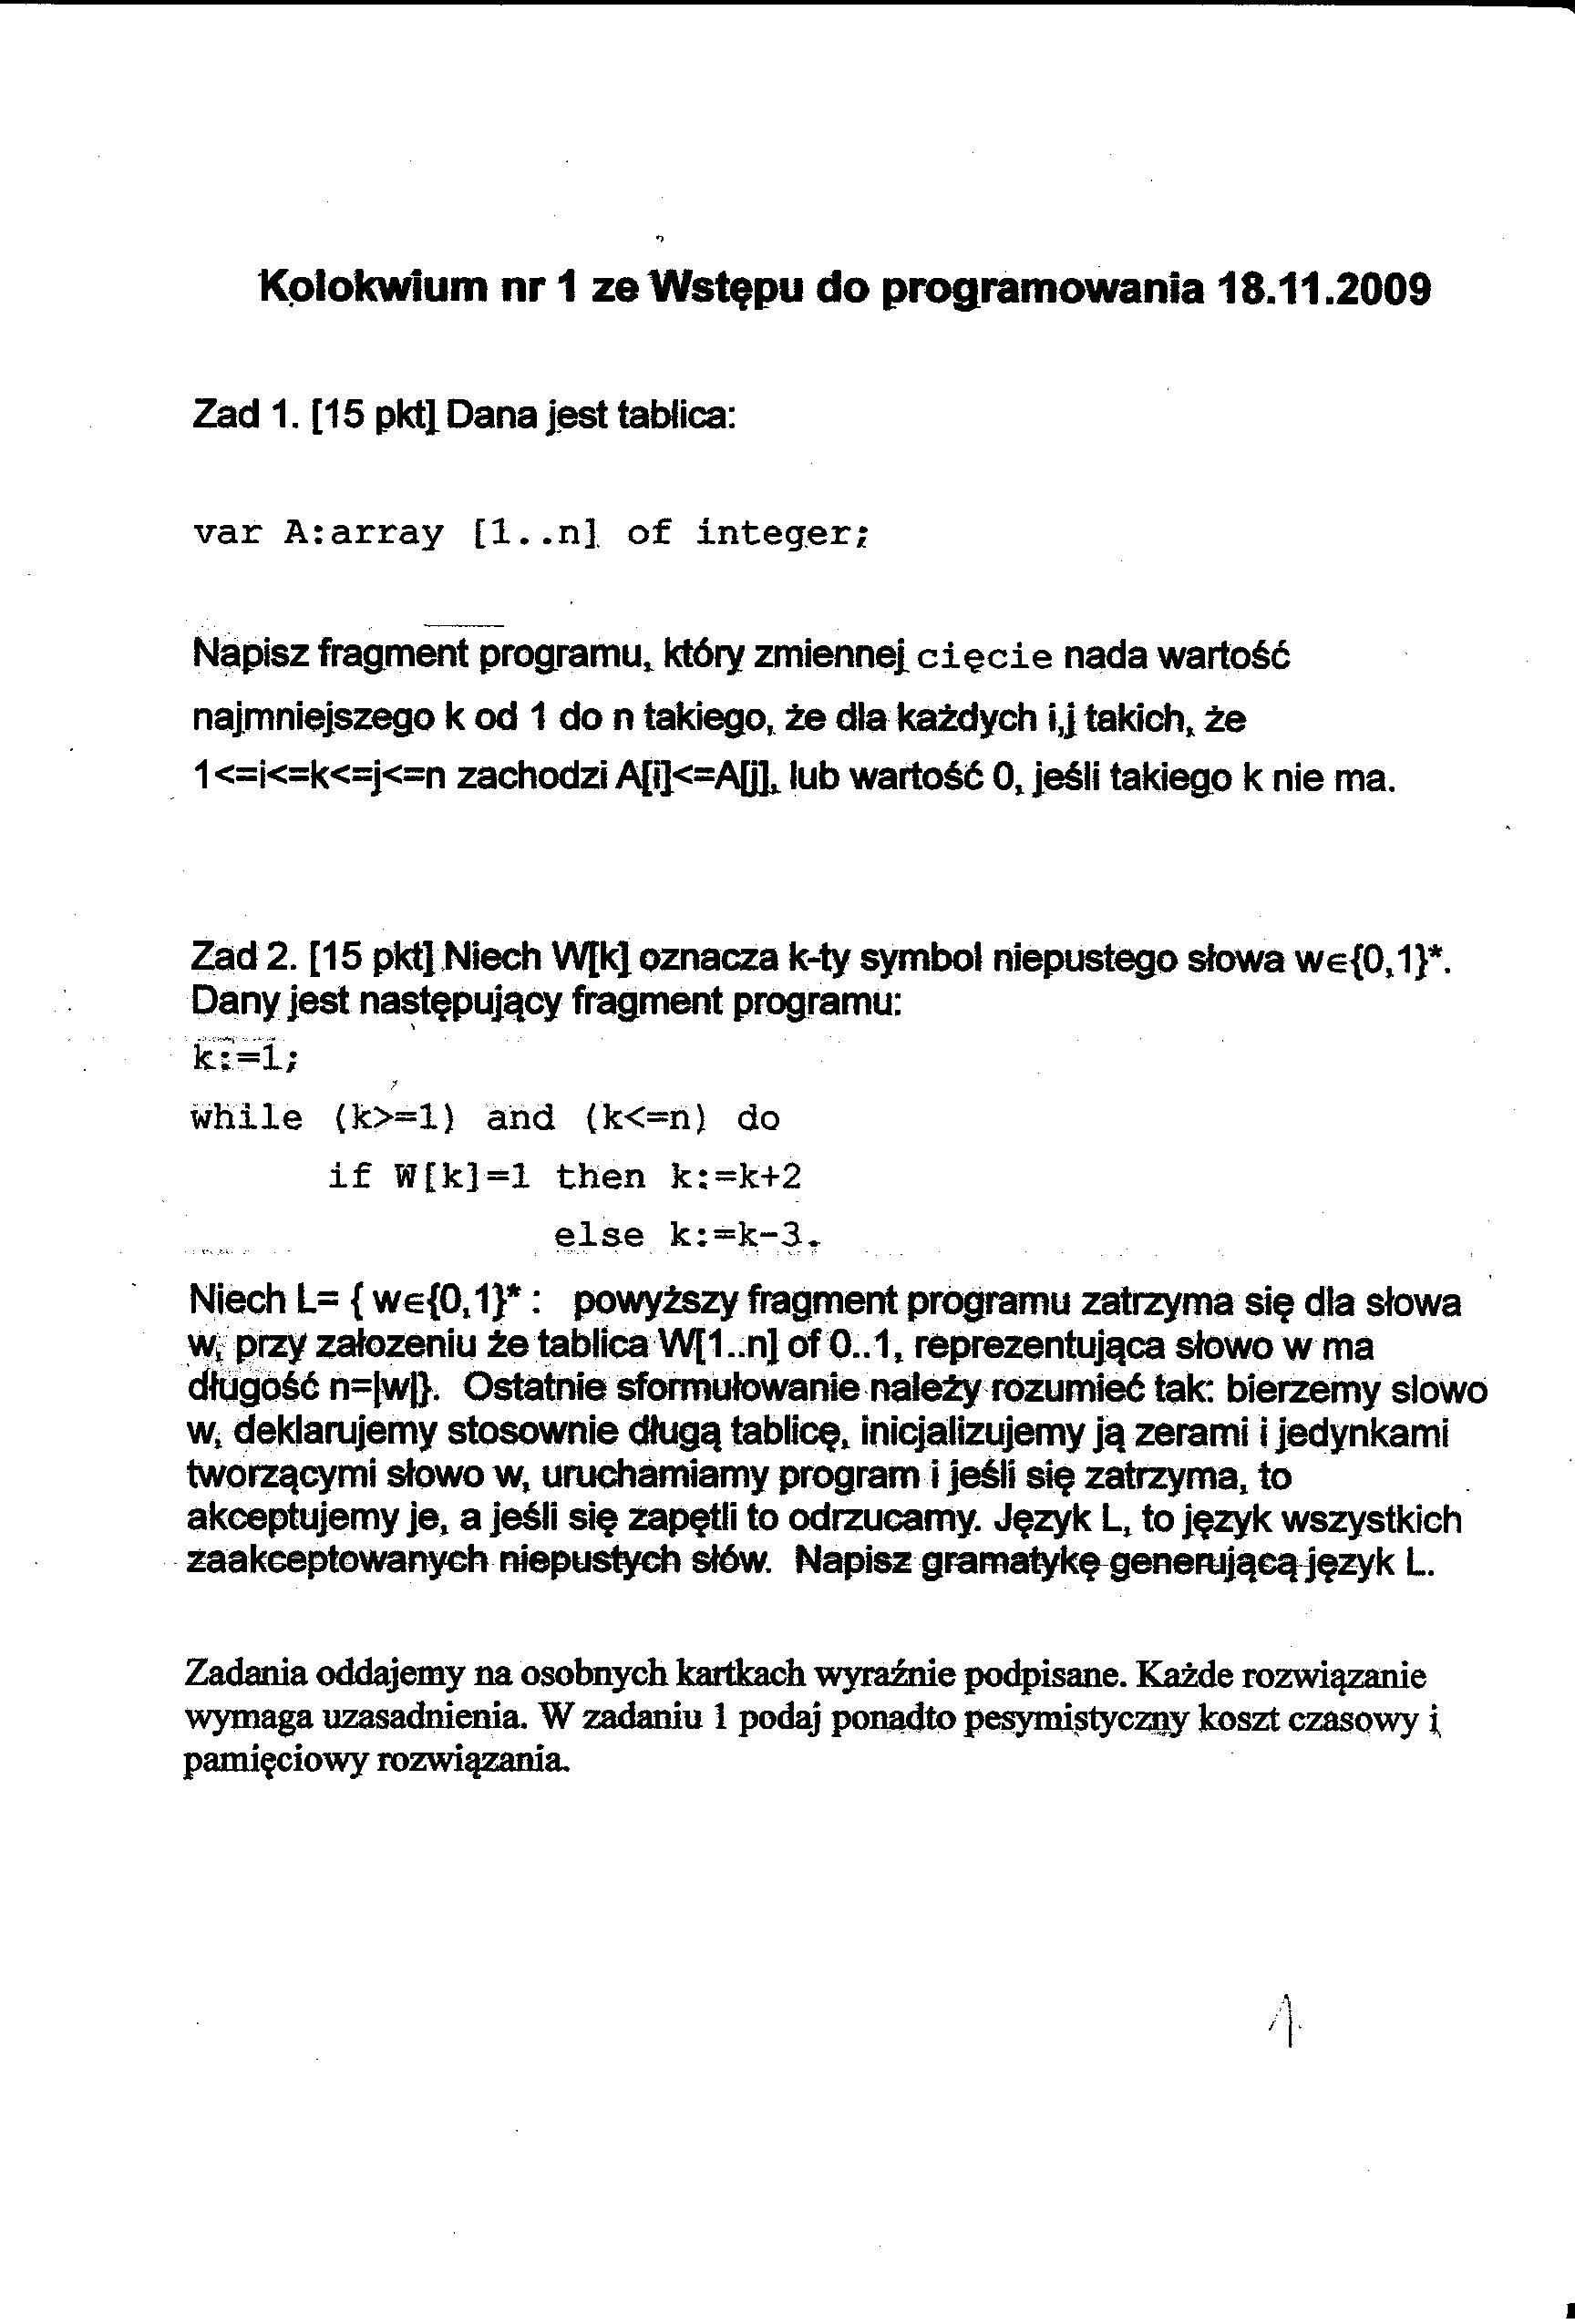 Kolokwium nr 1 ze Wstępu do programowania 18.11.2009
Zad 1. [15 pkt] Dana jest tablica:
var A:array [1..n] of integer;
Napisz fragment programu, który zmiennej cięcie nada wartość
najmniejszego k od 1 do n takiego, że dla każdych i,j takich, że
1<=i<=k<=j<=n zachodzi A[i]<=A[j], lub wartość 0, jeśli takiego k nie ma.
Zad 2. [15 pkt] Niech W[k] oznacza k-ty symbol niepustego słowa w∈{0,1}*.
Dany jest następujący fragment programu:
k:=1;
while (k>=1) and (k<=n) do
if W[k]=1 then k:=k+2
else k:=k-3.
Niech L= { w∈{0,1}* : powyższy fragment programu zatrzyma się dla słowa
w, przy założeniu że tablica W[1..n] of 0..1, reprezentująca słowo w ma
długość n=|w|}. Ostatnie sformułowanie należy rozumieć tak: bierzemy slowo
w, deklarujemy stosownie długą tablicę, inicjalizujemy ją zerami i jedynkami
tworzącymi słowo w, uruchamiamy program i jeśli się zatrzyma, to
akceptujemy je, a jeśli się zapętli to odrzucamy. Język L, to język wszystkich
zaakceptowanych niepustych słów. Napisz gramatykę generującą język L.
Zadania oddajemy na osobnych kartkach wyraźnie podpisane. Każde rozwiązanie
wymaga uzasadnienia. W zadaniu 1 podaj ponadto pesymistyczny koszt czasowy i
pamięciowy rozwiązania.
1.